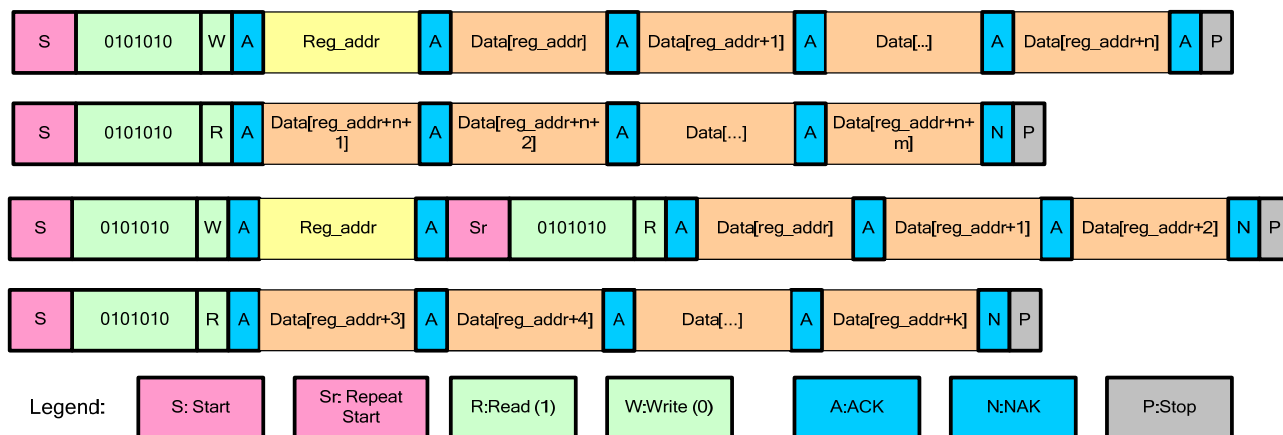 S 0101010 W A Reg_addr A Data[reg_addr] A Data[reg_addr+1] A Data[...] A Data[reg_addr+n] A P
S 0101010 R A Data[reg_addr+n+1] A Data[reg_addr+n+2] A Data[...] A Data[reg_addr+n+m] N P
S 0101010 W A Reg_addr A Sr 0101010 R A Data[reg_addr] A Data[reg_addr+1] A Data[reg_addr+2] N P
S 0101010 R A Data[reg_addr+3] A Data[reg_addr+4] A Data[...] A Data[reg_addr+k] N P
Legend: S: Start Sr: Repeat Start R:Read (1) W:Write (0) A:ACK N:NAK P:Stop